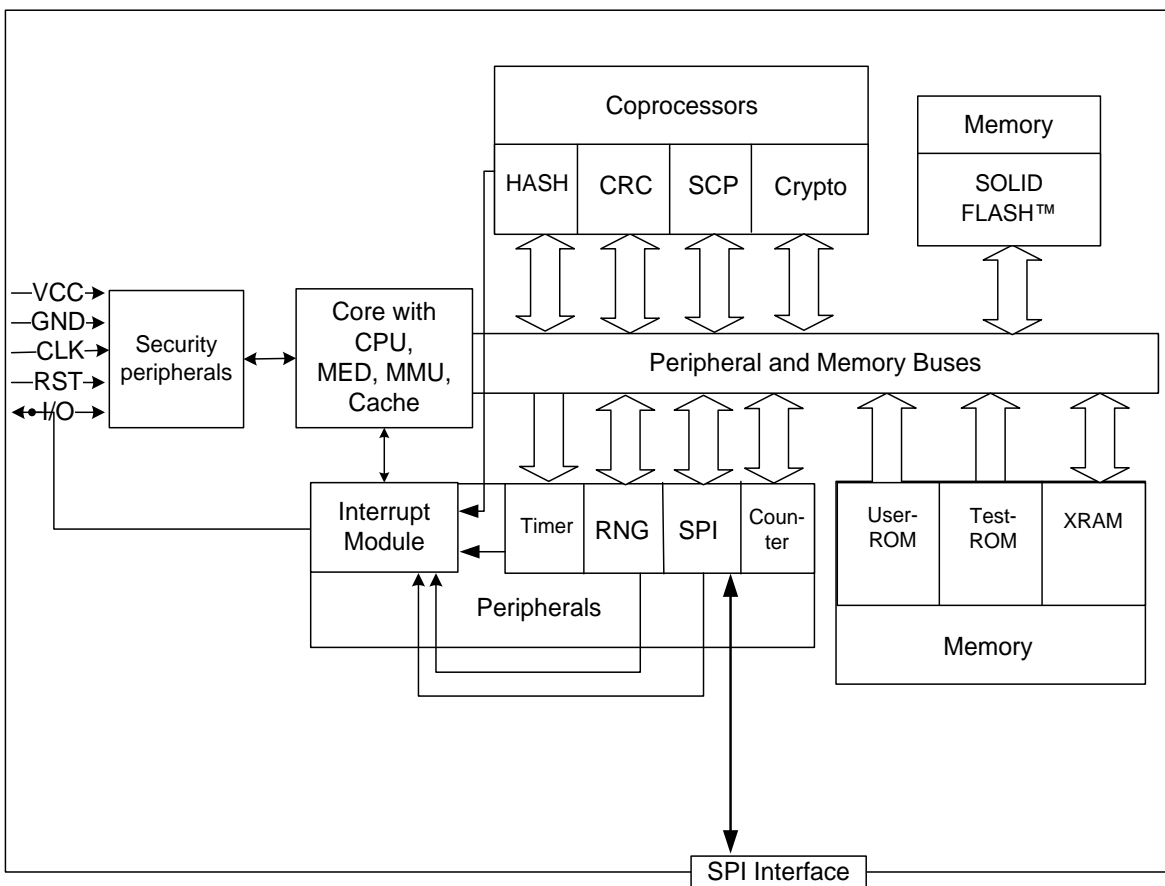 Coprocessors
HASH
CRC
SCP
Crypto
Memory
SOLID
FLASH™
VCC
GND
CLK
RST
I/O
Security
peripherals
Core with
CPU,
MED, MMU,
Cache
Peripheral and Memory Buses
Interrupt
Module
Timer
RNG
SPI
Coun-
ter
Peripherals
User-
ROM
Test-
ROM
XRAM
Memory
SPI Interface